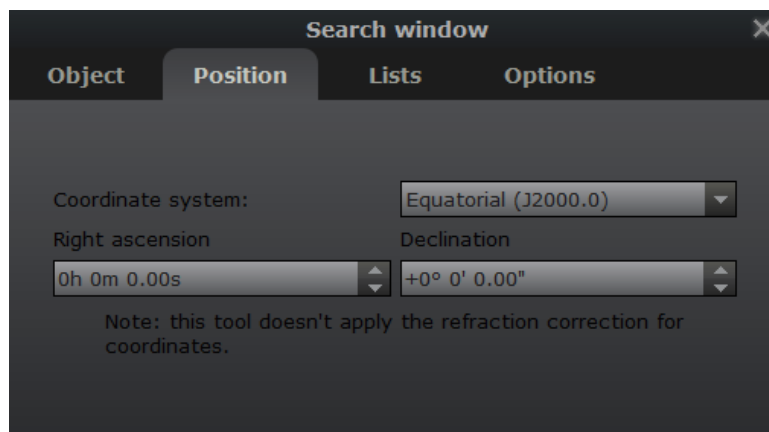 Search window
Object Position Lists Options
Coordinate system: Equatorial (J2000.0)
Right ascension Declination
0h 0m 0.00s +0° 0' 0.00"
Note: this tool doesn't apply the refraction correction for
coordinates.